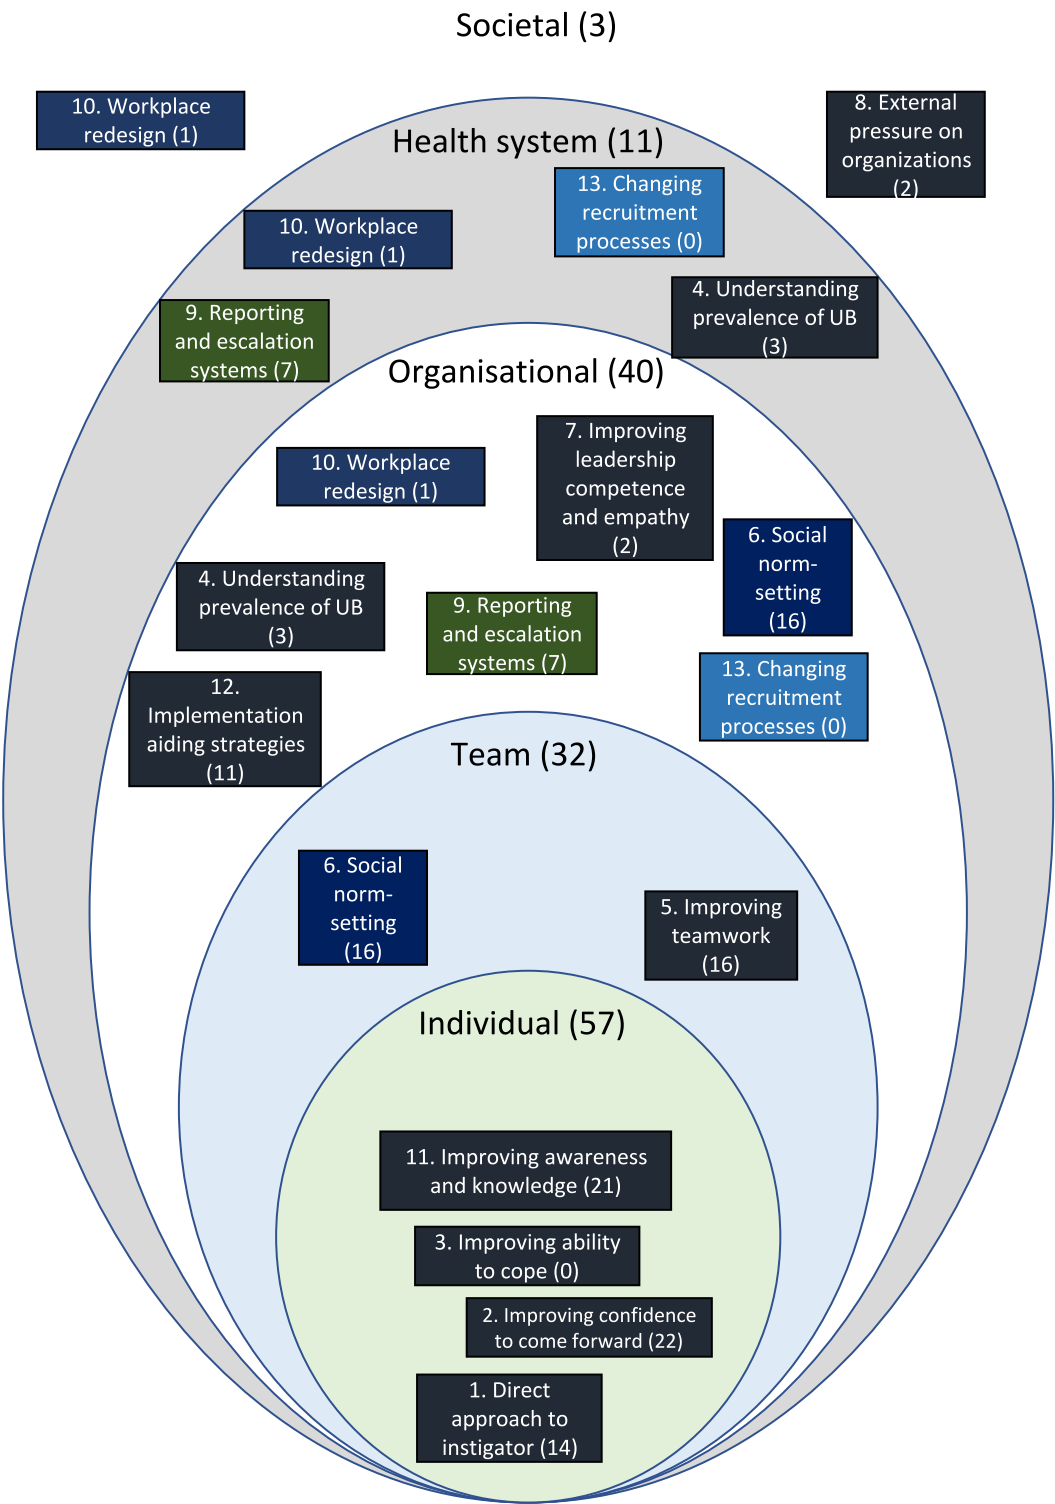 Societal (3)
10. Workplace
redesign (1)
8. External
pressure on
organizations
(2)
Health system (11)
13. Changing
recruitment
processes (0)
10. Workplace
redesign (1)
4. Understanding
prevalence of UB
(3)
9. Reporting
and escalation
systems (7)
Organisational (40)
7. Improving
leadership
competence
and empathy
(2)
10. Workplace
redesign (1)
6. Social
norm-
setting
(16)
4. Understanding
prevalence of UB
(3)
9. Reporting
and escalation
systems (7)
13. Changing
recruitment
processes (0)
12.
Implementation
aiding strategies
(11)
Team (32)
6. Social
norm-
setting
(16)
5. Improving
teamwork
(16)
Individual (57)
11. Improving awareness
and knowledge (21)
3. Improving ability
to cope (0)
2. Improving confidence
to come forward (22)
1. Direct
approach to
instigator (14)